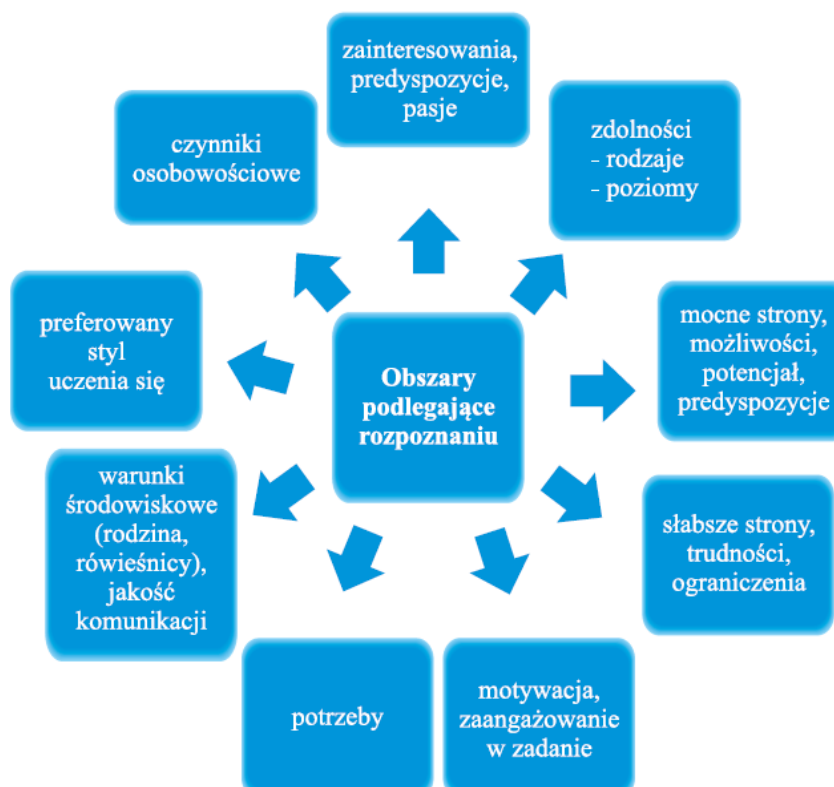 zainteresowania,
predyspozycje,
pasje
zdolności
- rodzaje
- poziomy
mocne strony,
możliwości,
potencjał,
predyspozycje
słabsze strony,
trudności,
ograniczenia
motywacja,
zaangażowanie
w zadanie
potrzeby
warunki
środowiskowe
(rodzina,
rówieśnicy),
jakość
komunikacji
preferowany
styl
uczenia się
czynniki
osobowościowe
Obszary
podlegające
rozpoznaniu